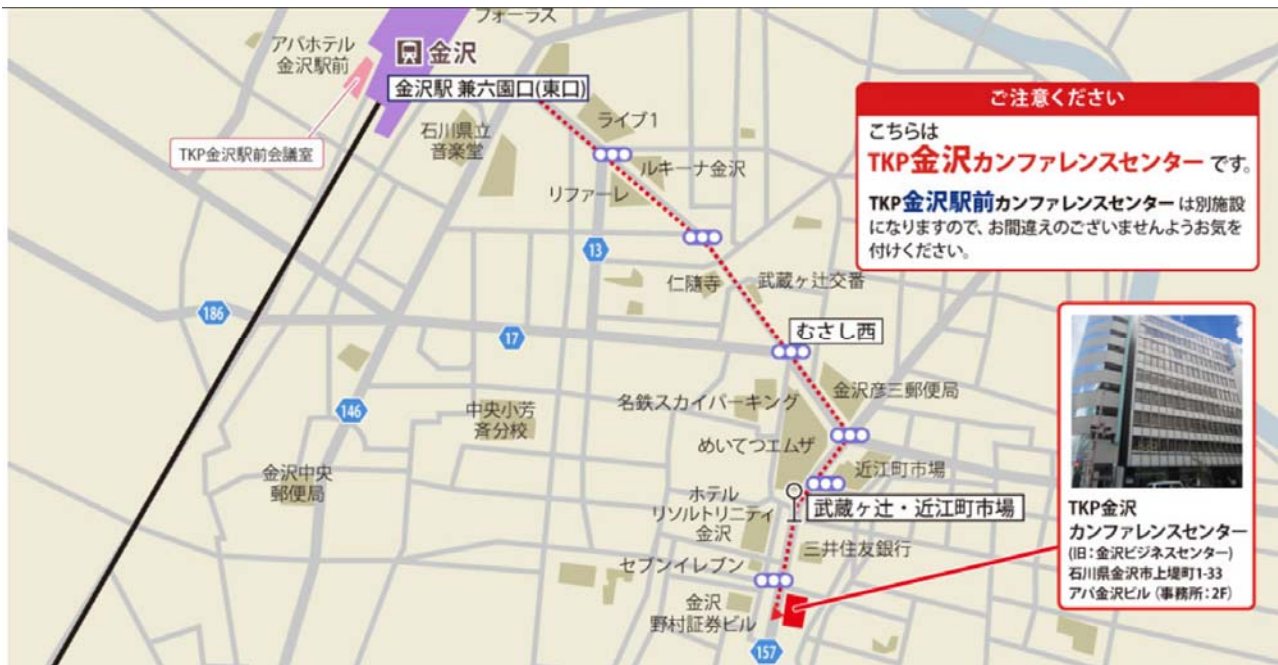 フォーラス
アパホテル
金沢駅前
金沢
金沢駅 兼六園口(東口)
TKP金沢駅前会議室
石川県立
音楽堂
ライブ1
ルキーナ金沢
リファーレ
13
仁随寺
武蔵ヶ辻交番
186
17
むさし西
146
中央小芳
斉分校
名鉄スカイパーキング
金沢彦三郵便局
めいてつエムザ
近江町市場
金沢中央
郵便局
ホテル
リソルトリニティ
金沢
武蔵ヶ辻・近江町市場
三井住友銀行
セブンイレブン
金沢
野村証券ビル
157
ご注意ください
こちらは
TKP金沢カンファレンスセンター です。
TKP金沢駅前カンファレンスセンター は別施設
になりますので、お間違えのございませんようお気を
付けください。
TKP金沢
カンファレンスセンター
(旧：金沢ビジネスセンター)
石川県金沢市上堤町1-33
アパ金沢ビル (事務所：2F)